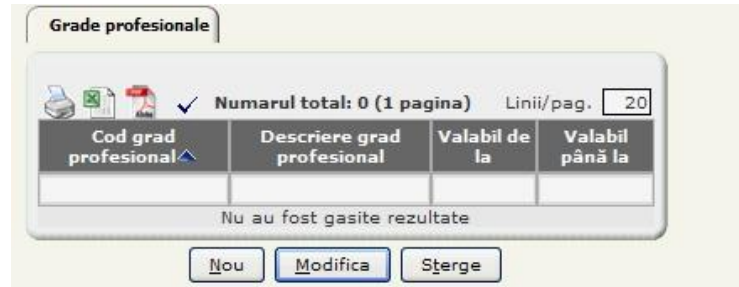 Grade profesionale
Numarul total: 0 (1 pagina) Linii/pag. 20
Cod grad profesional
Descriere grad profesional
Valabil de la
Valabil până la
Nu au fost gasite rezultate
Nou Modifica Sterge